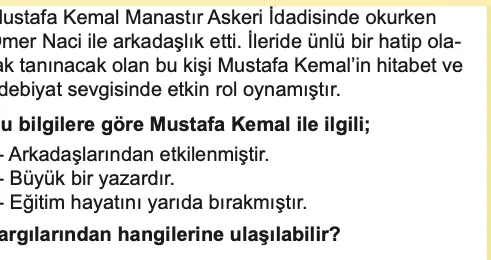 ustafa Kemal Manastır Askeri İdadisinde okurken
mer Naci ile arkadaşlık etti. İleride ünlü bir hatip ola-
ak tanınacak olan bu kişi Mustafa Kemal'in hitabet ve
debiyat sevgisinde etkin rol oynamıştır.
u bilgilere göre Mustafa Kemal ile ilgili;
- Arkadaşlarından etkilenmiştir.
- Büyük bir yazardır.
- Eğitim hayatını yarıda bırakmıştır.
argılarından hangilerine ulaşılabilir?